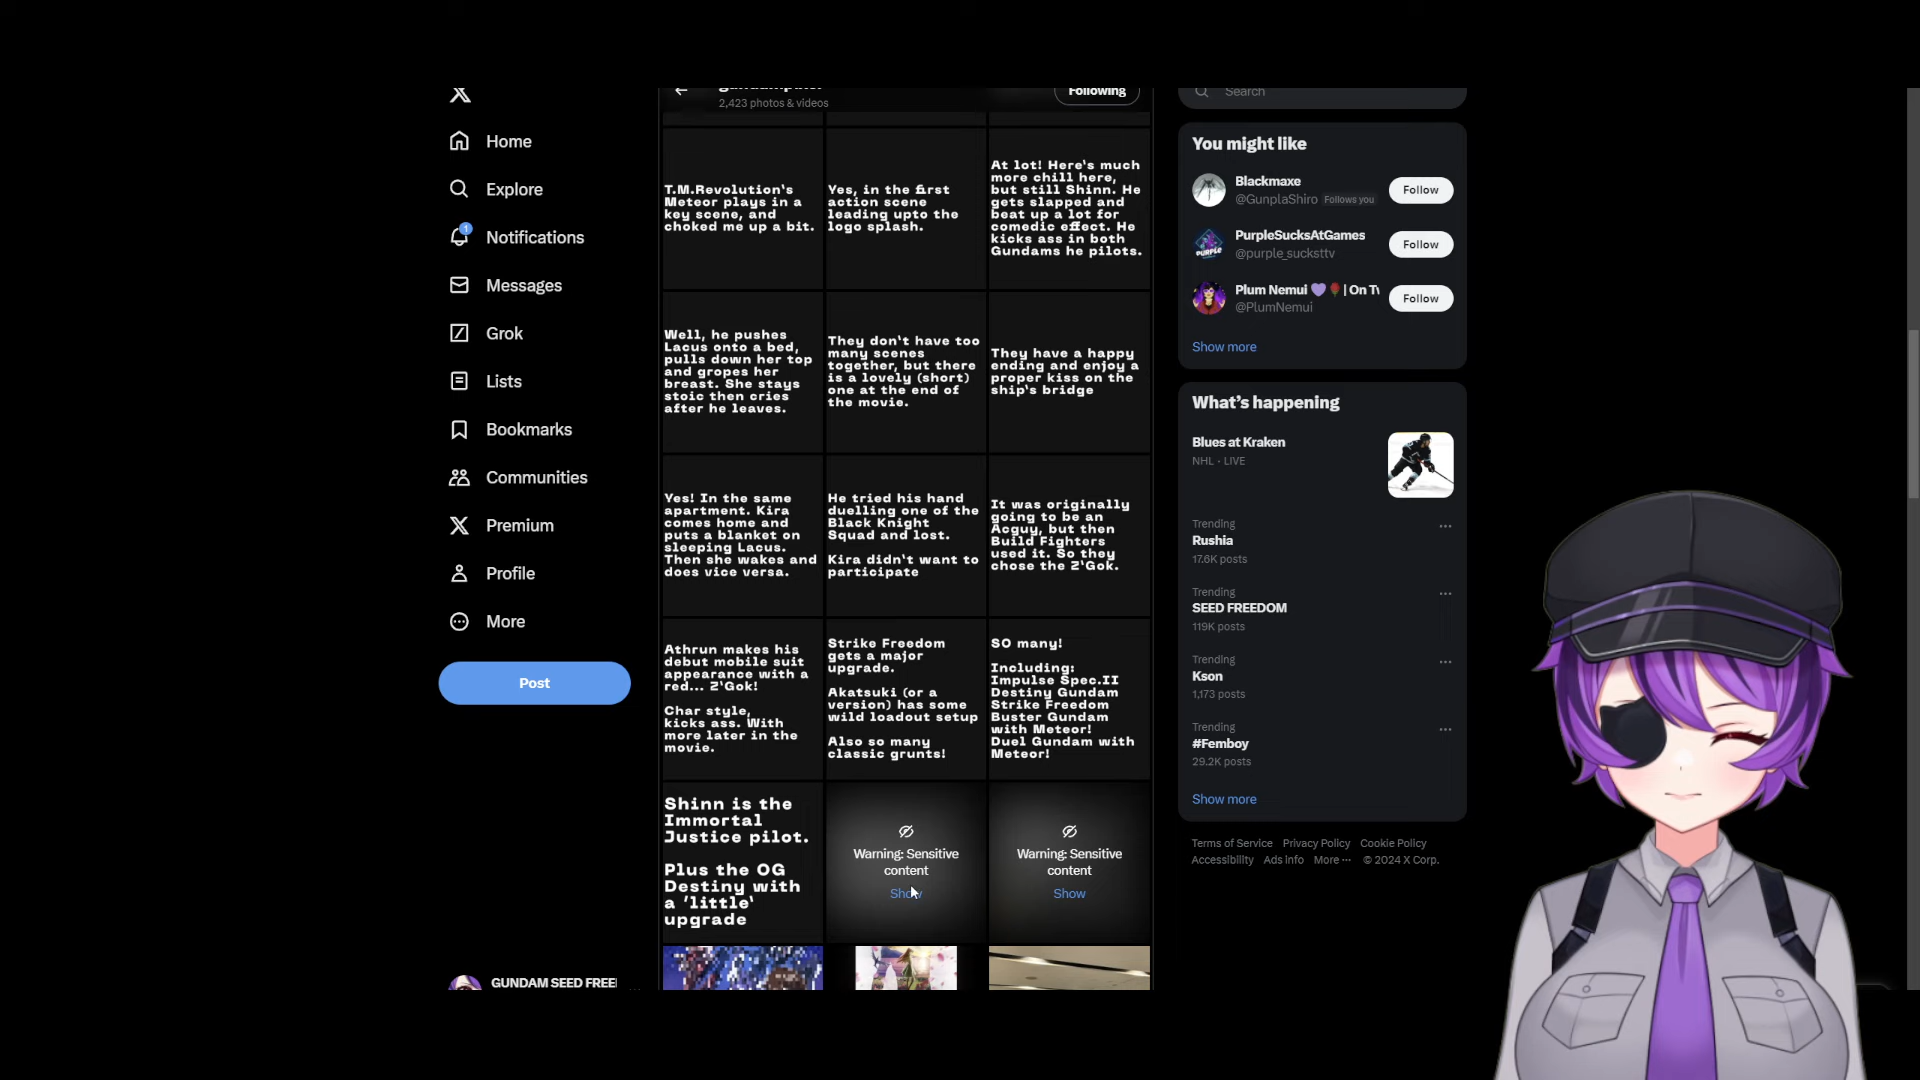 Home
Explore
1
Notifications
Messages
Grok
Lists
Bookmarks
Communities
Premium
Profile
More
Post
GUNDAM SEED FREE
2,423 photos & videos
Following
T.M.Revolution's
Meteor plays in a
key scene, and
choked me up a bit.
Yes, in the first
action scene
leading upto the
logo splash.
At lot! Here's much
more chill here,
but still Shinn. He
gets slapped and
beat up a lot for
comedic effect. He
kicks ass in both
Gundams he pilots.
Well, he pushes
Lacus onto a bed,
pulls down her top
and gropes her
breast. She stays
stoic then cries
after he leaves.
They don't have too
many scenes
together, but there
is a lovely (short)
one at the end of
the movie.
They have a happy
ending and enjoy a
proper kiss on the
ship's bridge
Yes! In the same
apartment. Kira
comes home and
puts a blanket on
sleeping Lacus.
Then she wakes and
does vice versa.
He tried his hand
duelling one of the
Black Knight
Squad and lost.
Kira didn't want to
participate
It was originally
going to be an
Acguy, but then
Build Fighters
used it. So they
chose the Z'Gok.
Athrun makes his
debut mobile suit
appearance with a
red... Z'Gok!
Char style,
kicks ass. With
more later in the
movie.
Strike Freedom
gets a major
upgrade.
Akatsuki (or a
version) has some
wild loadout setup
Also so many
classic grunts!
SO many!
Including:
Impulse Spec.II
Destiny Gundam
Strike Freedom
Buster Gundam
with Meteor!
Duel Gundam with
Meteor!
Shinn is the
Immortal
Justice pilot.
Plus the OG
Destiny with
a 'little'
upgrade
Warning: Sensitive
content
Show
Warning: Sensitive
content
Show
Search
You might like
Blackmaxe
@GunplaShiro Follows you
Follow
PurpleSucksAtGames
@purple_sucksttv
Follow
Plum Nemui 💜🌹| On Tw
@PlumNemui
Follow
Show more
What's happening
Blues at Kraken
NHL · LIVE
Trending
Rushia
17.6K posts
Trending
SEED FREEDOM
119K posts
Trending
Kson
1,173 posts
Trending
#Femboy
29.2K posts
Show more
Terms of Service Privacy Policy Cookie Policy
Accessibility Ads info More ··· © 2024 X Corp.